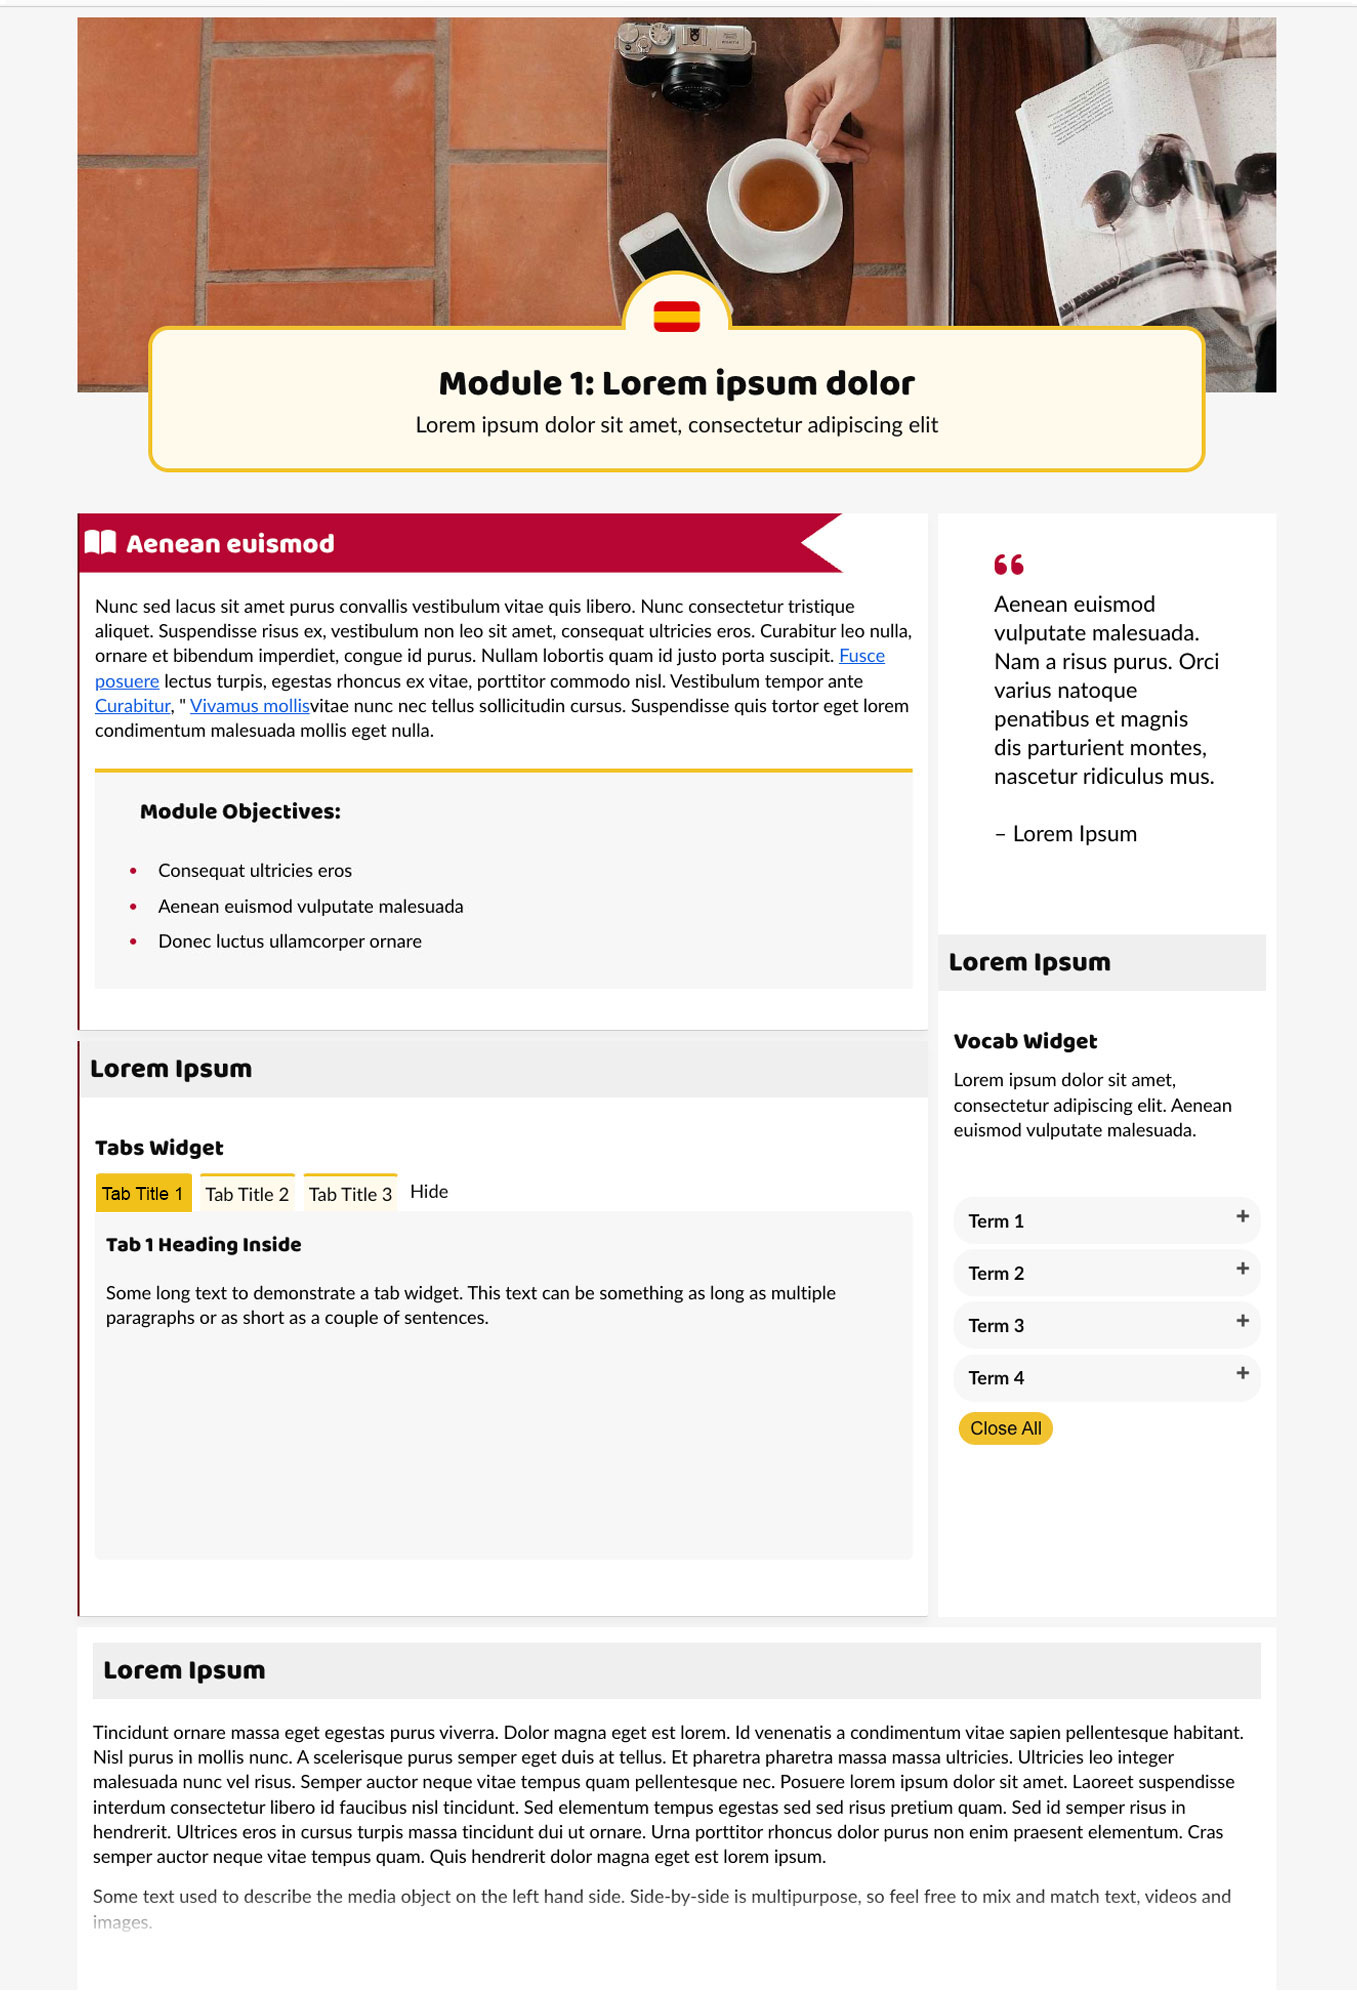 Module 1: Lorem ipsum dolor
Lorem ipsum dolor sit amet, consectetur adipiscing elit
Aenean euismod
Nunc sed lacus sit amet purus convallis vestibulum vitae quis libero. Nunc consectetur tristique
aliquet. Suspendisse risus ex, vestibulum non leo sit amet, consequat ultricies eros. Curabitur leo nulla,
ornare et bibendum imperdiet, congue id purus. Nullam lobortis quam id justo porta suscipit. Fusce
posuere lectus turpis, egestas rhoncus ex vitae, porttitor commodo nisl. Vestibulum tempor ante
Curabitur, " Vivamus mollisvitae nunc nec tellus sollicitudin cursus. Suspendisse quis tortor eget lorem
condimentum malesuada mollis eget nulla.
Module Objectives:
• Consequat ultricies eros
• Aenean euismod vulputate malesuada
• Donec luctus ullamcorper ornare
Lorem Ipsum
Tabs Widget
Tab Title 1 Tab Title 2 Tab Title 3 Hide
Tab 1 Heading Inside
Some long text to demonstrate a tab widget. This text can be something as long as multiple
paragraphs or as short as a couple of sentences.
“
Aenean euismod
vulputate malesuada.
Nam a risus purus. Orci
varius natoque
penatibus et magnis
dis parturient montes,
nascetur ridiculus mus.
– Lorem Ipsum
Lorem Ipsum
Vocab Widget
Lorem ipsum dolor sit amet,
consectetur adipiscing elit. Aenean
euismod vulputate malesuada.
Term 1 +
Term 2 +
Term 3 +
Term 4 +
Close All
Lorem Ipsum
Tincidunt ornare massa eget egestas purus viverra. Dolor magna eget est lorem. Id venenatis a condimentum vitae sapien pellentesque habitant.
Nisl purus in mollis nunc. A scelerisque purus semper eget duis at tellus. Et pharetra pharetra massa massa ultricies. Ultricies leo integer
malesuada nunc vel risus. Semper auctor neque vitae tempus quam pellentesque nec. Posuere lorem ipsum dolor sit amet. Laoreet suspendisse
interdum consectetur libero id faucibus nisl tincidunt. Sed elementum tempus egestas sed sed risus pretium quam. Sed id semper risus in
hendrerit. Ultrices eros in cursus turpis massa tincidunt dui ut ornare. Urna porttitor rhoncus dolor purus non enim praesent elementum. Cras
semper auctor neque vitae tempus quam. Quis hendrerit dolor magna eget est lorem ipsum.
Some text used to describe the media object on the left hand side. Side-by-side is multipurpose, so feel free to mix and match text, videos and
images.